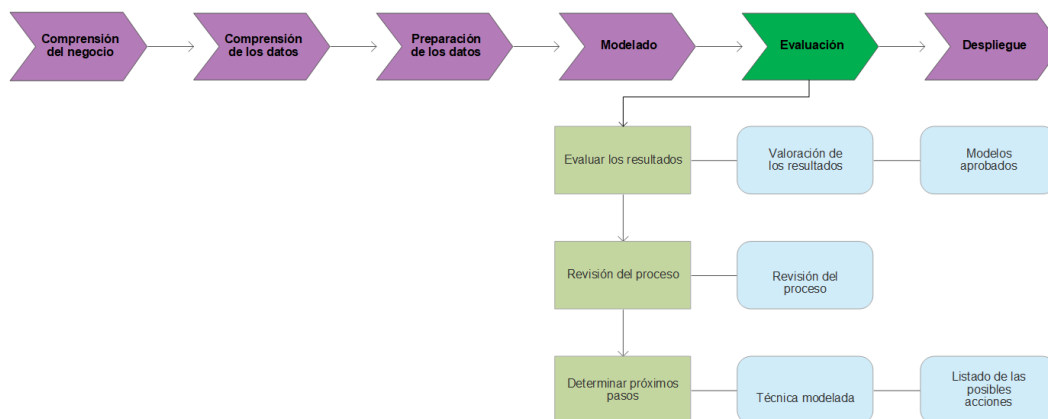 Comprensión
del negocio
Comprensión
de los datos
Preparación
de los datos
Modelado
Evaluación
Despliegue
Evaluar los resultados
Valoración de
los resultados
Modelos
aprobados
Revisión del proceso
Revisión del
proceso
Determinar próximos
pasos
Técnica modelada
Listado de las
posibles
acciones